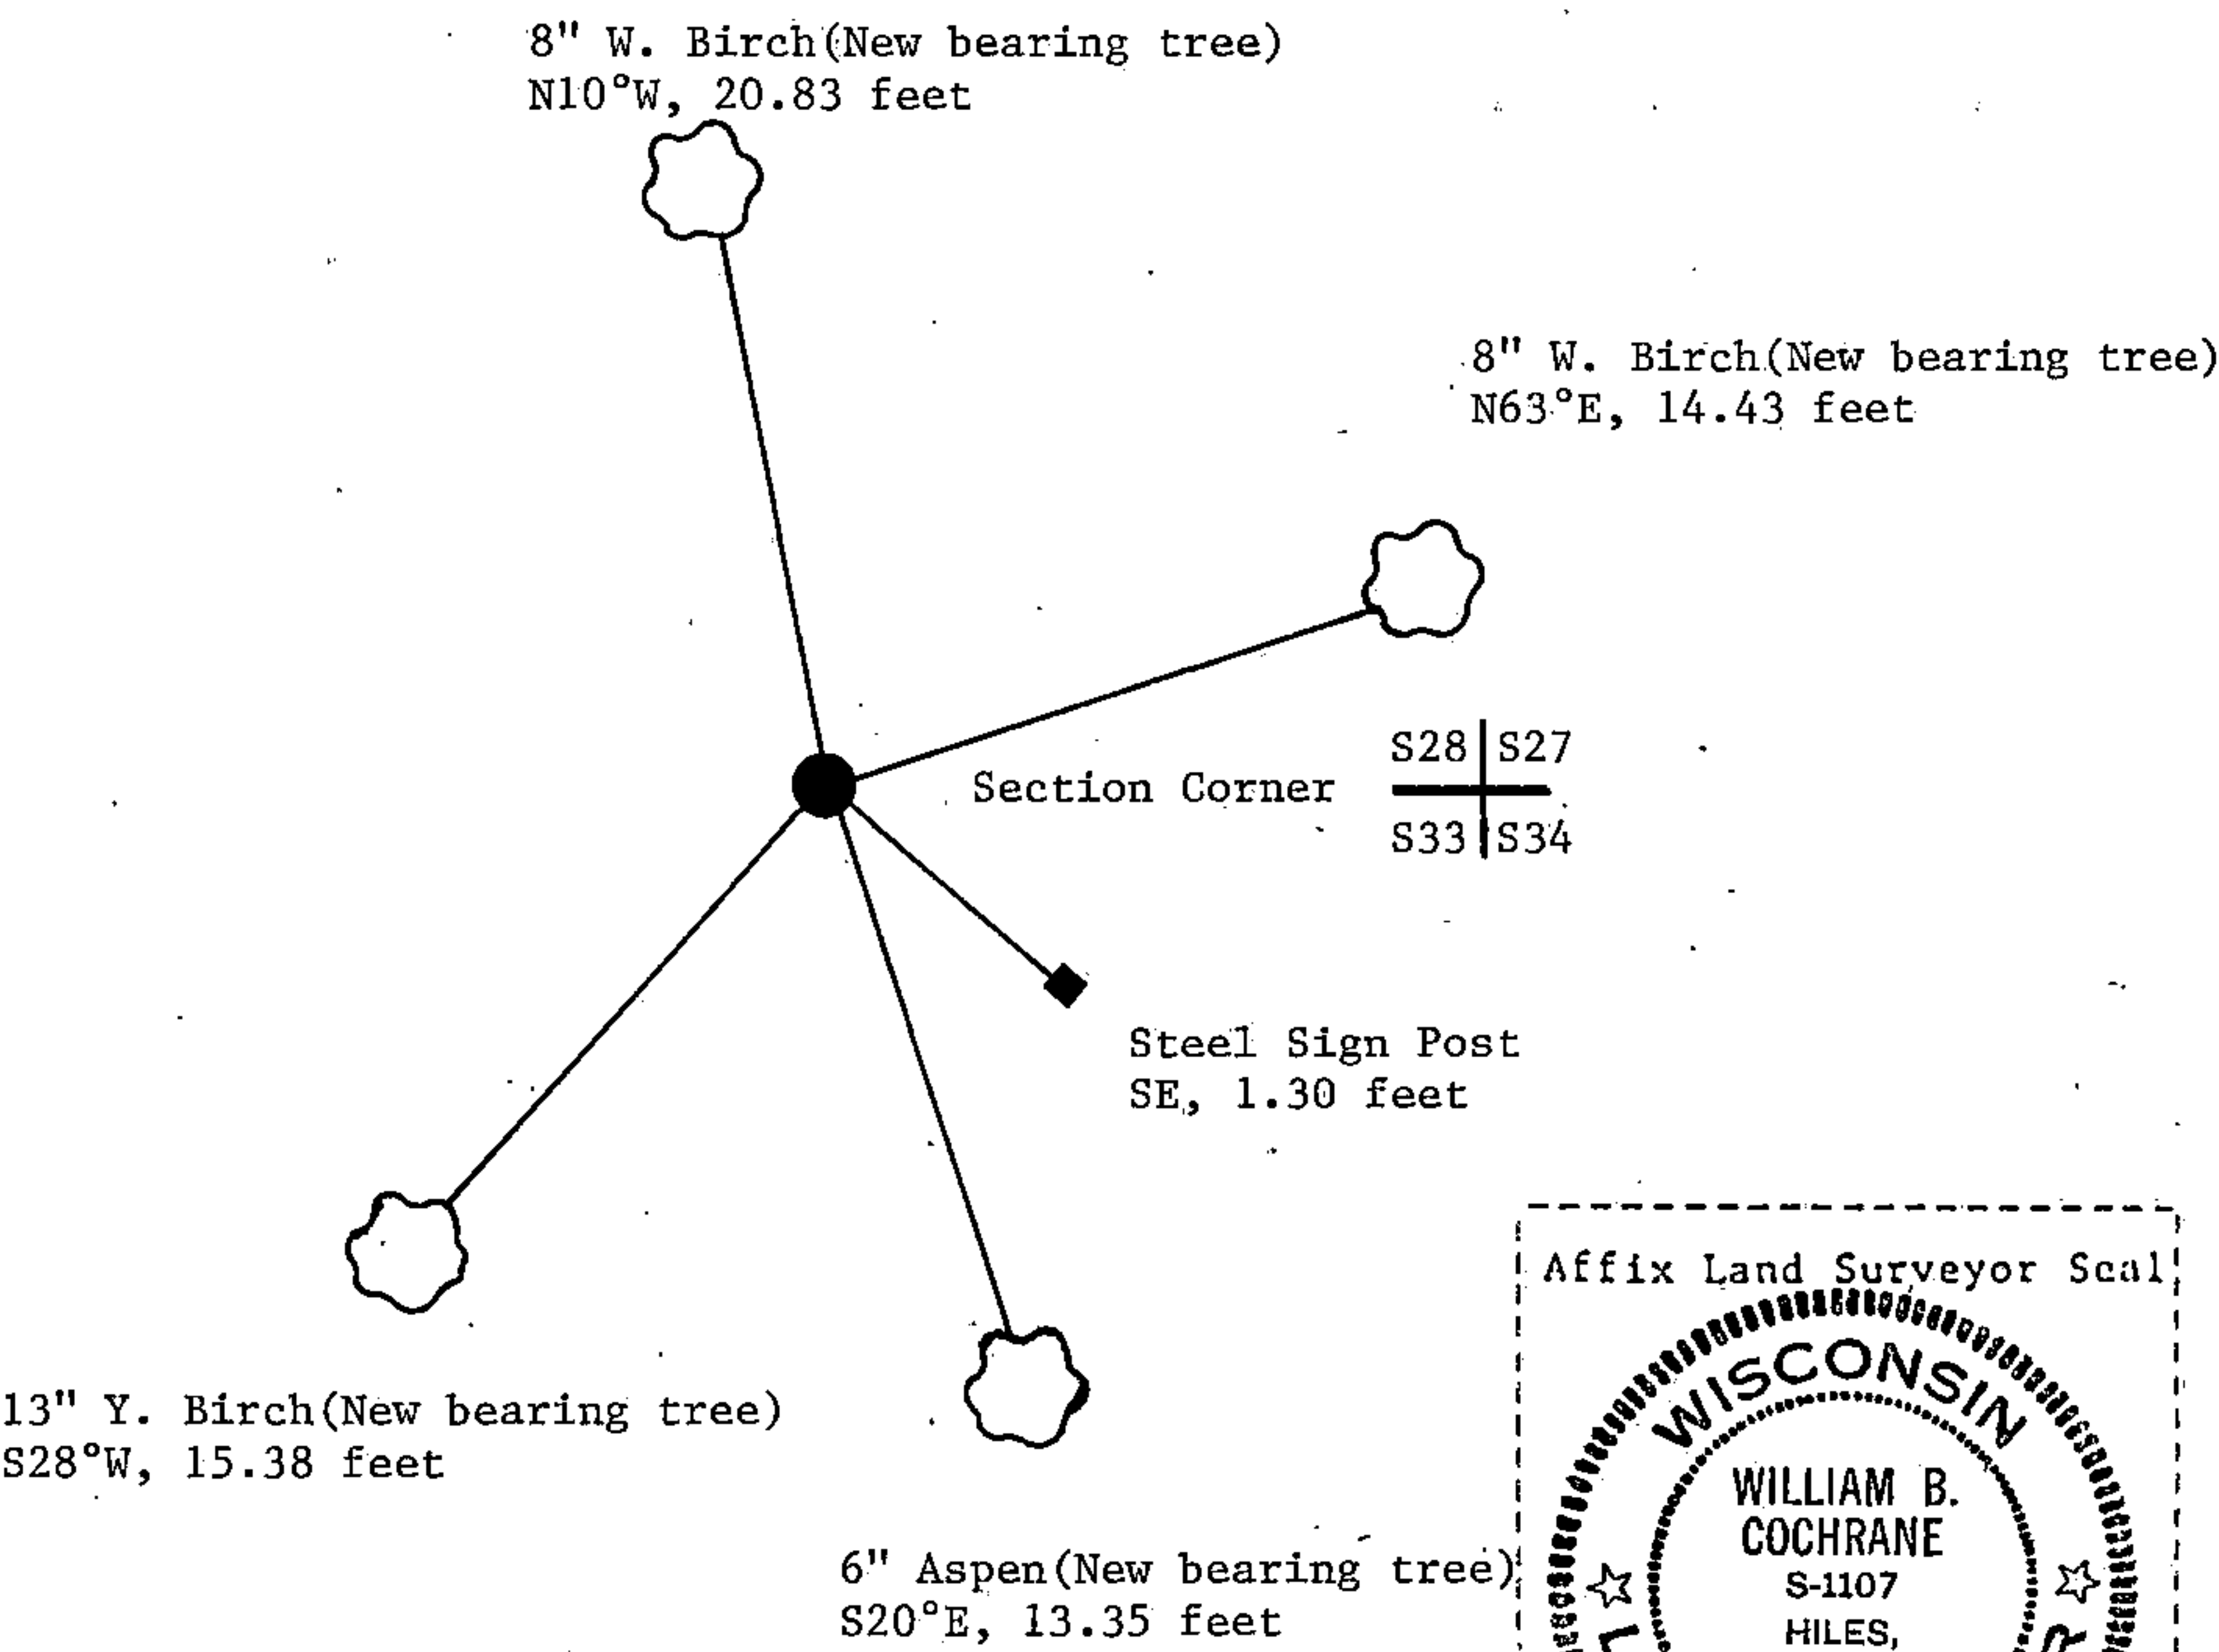 8" W. Birch(New bearing tree)
N10°W, 20.83 feet
8" W. Birch(New bearing tree)
N63°E, 14.43 feet
S28 S27
Section Corner
S33 S34
Steel Sign Post
SE, 1.30 feet
13" Y. Birch(New bearing tree)
S28°W, 15.38 feet
6" Aspen(New bearing tree)
S20°E, 13.35 feet
Affix Land Surveyor Seal
WISCONSIN
WILLIAM B.
COCHRANE
S-1107
HILES,